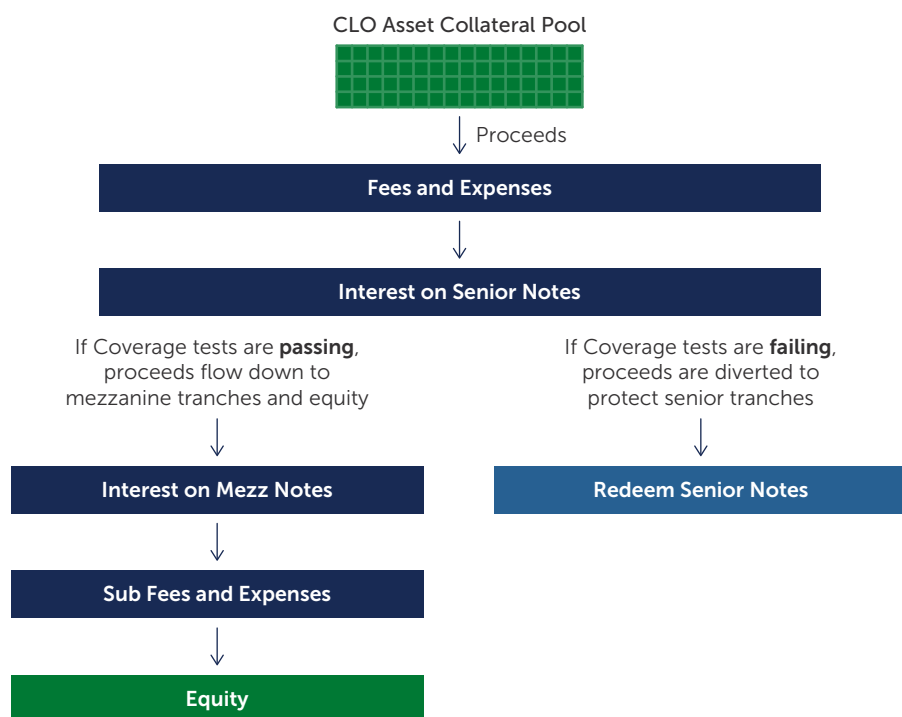 CLO Asset Collateral Pool
Proceeds
Fees and Expenses
Interest on Senior Notes
If Coverage tests are passing,
proceeds flow down to
mezzanine tranches and equity
If Coverage tests are failing,
proceeds are diverted to
protect senior tranches
Interest on Mezz Notes
Redeem Senior Notes
Sub Fees and Expenses
Equity